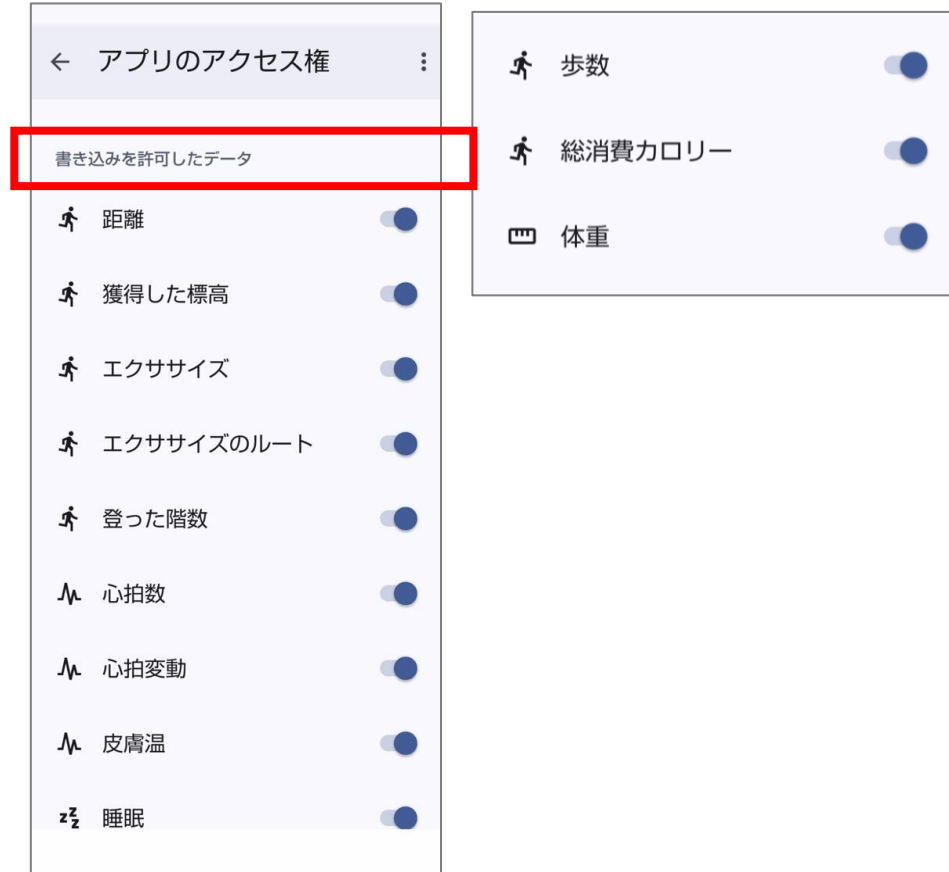 アプリのアクセス権
書き込みを許可したデータ
距離
獲得した標高
エクササイズ
エクササイズのルート
登った階数
心拍数
心拍変動
皮膚温
睡眠
歩数
総消費カロリー
体重